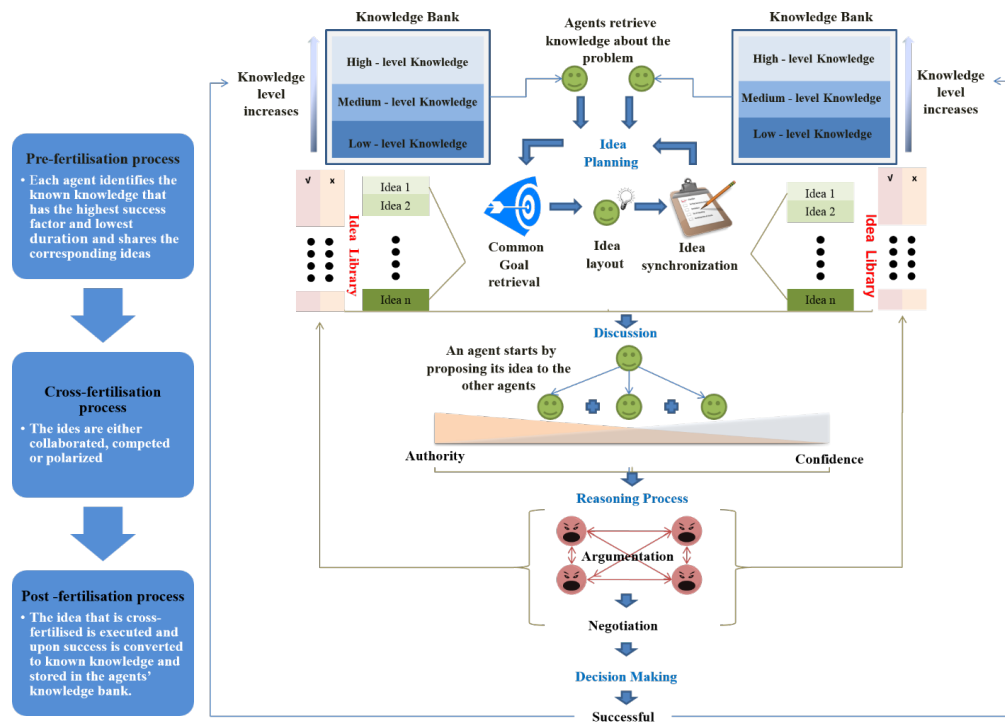 Pre-fertilisation process
• Each agent identifies the
known knowledge that
has the highest success
factor and lowest
duration and shares the
corresponding ideas
Cross-fertilisation
process
• The ides are either
collaborated, competed
or polarized
Post -fertilisation process
• The idea that is cross-
fertilised is executed and
upon success is converted
to known knowledge and
stored in the agents'
knowledge bank.
Knowledge
level
increases
Knowledge Bank
High - level Knowledge
Medium - level Knowledge
Low - level Knowledge
Agents retrieve
knowledge about the
problem
Knowledge Bank
High - level Knowledge
Medium - level Knowledge
Low - level Knowledge
Knowledge
level
increases
Idea
Planning
√ x
Idea Library
Idea 1
Idea 2
Idea n
Common
Goal
retrieval
Idea
layout
Idea
synchronization
Idea 1
Idea 2
Idea n
Idea Library
√ x
Discussion
An agent starts by
proposing its idea to the
other agents
Authority
Confidence
Reasoning Process
Argumentation
Negotiation
Decision Making
Successful